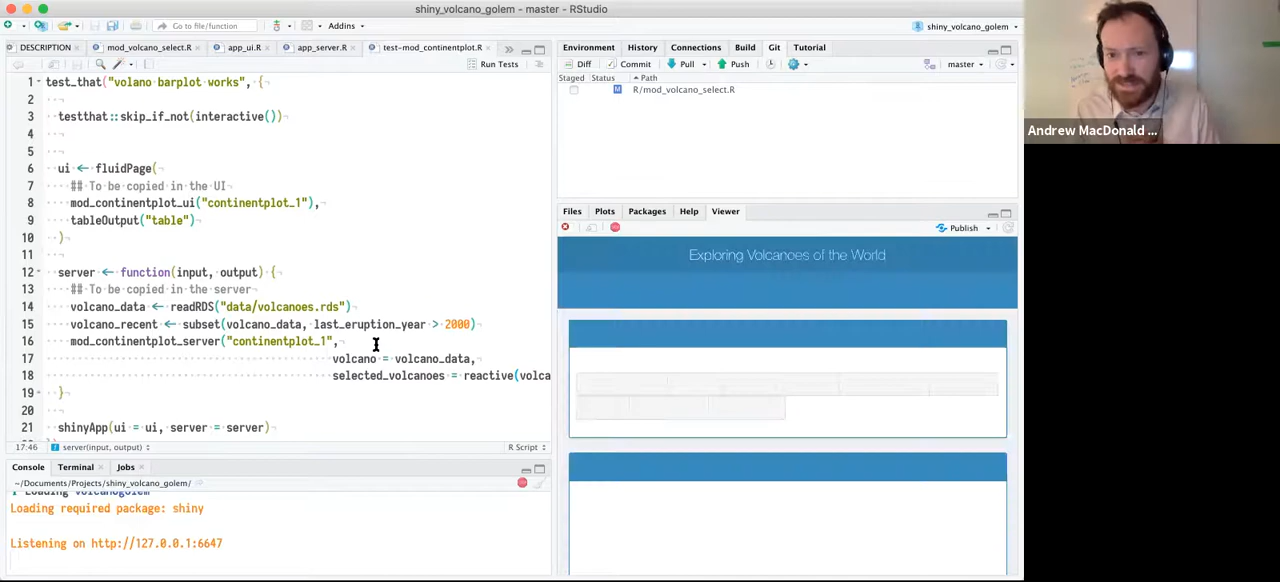 shiny_volcano_golem - master - RStudio
Go to file/function
Addins
shiny_volcano_golem
DESCRIPTION
mod_volcano_select.R
app_ui.R
app_server.R
test-mod_continentplot.R
Run Tests
1 test_that("volano barplot works", {
2
3 testthat::skip_if_not(interactive())
4
5
6 ui <- fluidPage(
7 ## To be copied in the UI
8 mod_continentplot_ui("continentplot_1"),
9 tableOutput("table")
10 )
11
12 server <- function(input, output) {
13 ## To be copied in the server
14 volcano_data <- readRDS("data/volcanoes.rds")
15 volcano_recent <- subset(volcano_data, last_eruption_year > 2000)
16 mod_continentplot_server("continentplot_1",
17 volcano = volcano_data,
18 selected_volcanoes = reactive(volca
19 }
20
21 shinyApp(ui = ui, server = server)
17:46 server(input, output) R Script
Console Terminal Jobs
~/Documents/Projects/shiny_volcano_golem/
Loading volcanogolem
Loading required package: shiny
Listening on http://127.0.0.1:6647
Environment History Connections Build Git Tutorial
Diff Commit Pull Push master
Staged Status Path
M R/mod_volcano_select.R
Files Plots Packages Help Viewer
Publish
Exploring Volcanoes of the World
Andrew MacDonald ...